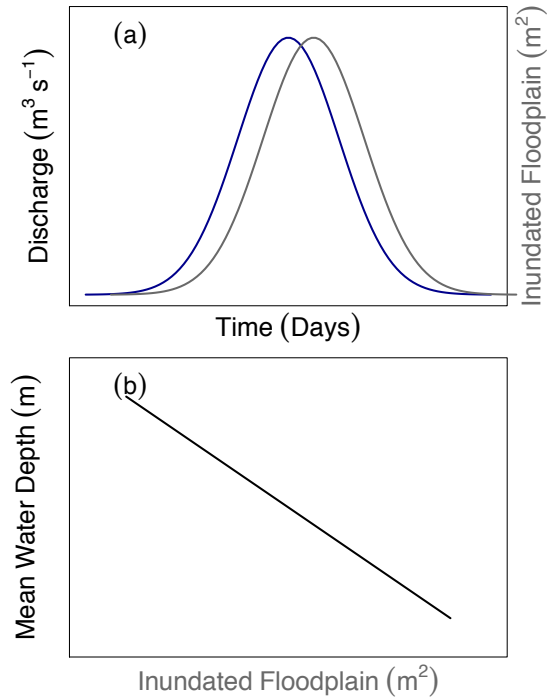 (a)
Discharge (m³ s⁻¹)
Inundated Floodplain (m²)
Time (Days)
(b)
Mean Water Depth (m)
Inundated Floodplain (m²)